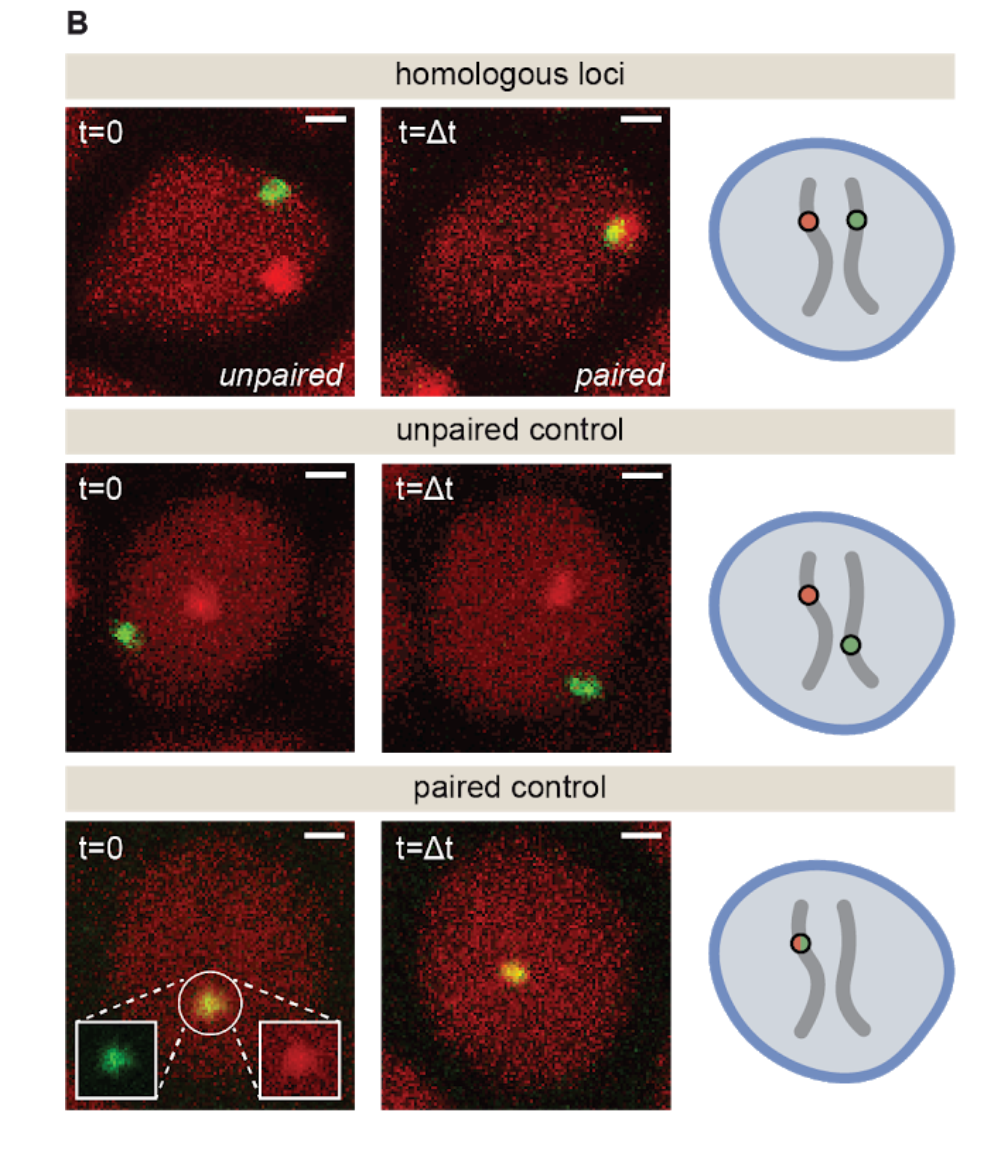 B
homologous loci
t=0
t=Δt
unpaired
paired
unpaired control
t=0
t=Δt
paired control
t=0
t=Δt